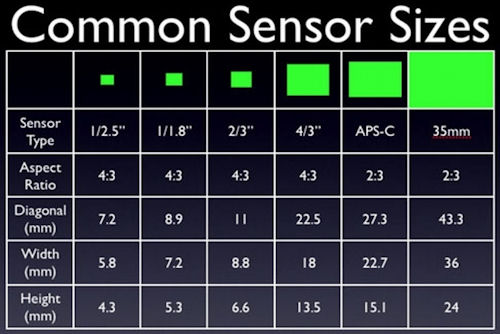 Common Sensor Sizes
Sensor Type 1/2.5" 1/1.8" 2/3" 4/3" APS-C 35mm
Aspect Ratio 4:3 4:3 4:3 4:3 2:3 2:3
Diagonal (mm) 7.2 8.9 11 22.5 27.3 43.3
Width (mm) 5.8 7.2 8.8 18 22.7 36
Height (mm) 4.3 5.3 6.6 13.5 15.1 24